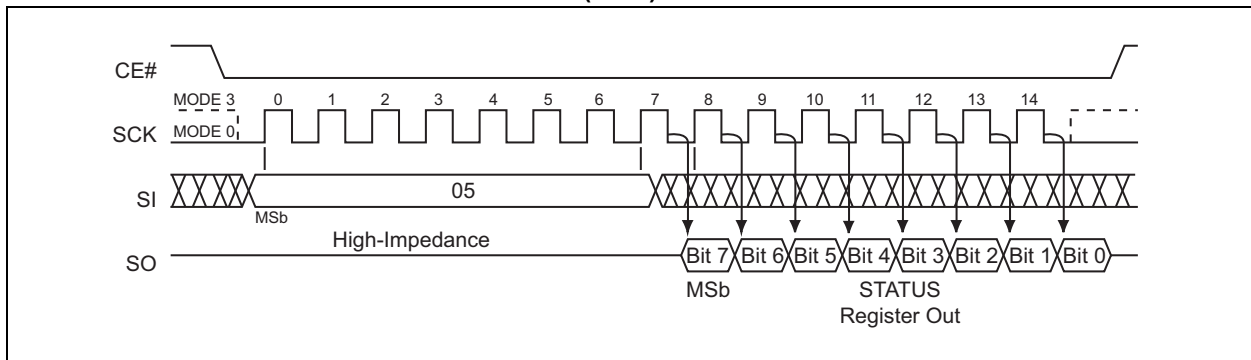 CE#
MODE 3 0 1 2 3 4 5 6 7 8 9 10 11 12 13 14
SCK MODE 0
SI 05
MSb
High-Impedance
SO Bit 7 Bit 6 Bit 5 Bit 4 Bit 3 Bit 2 Bit 1 Bit 0
MSb STATUS
Register Out